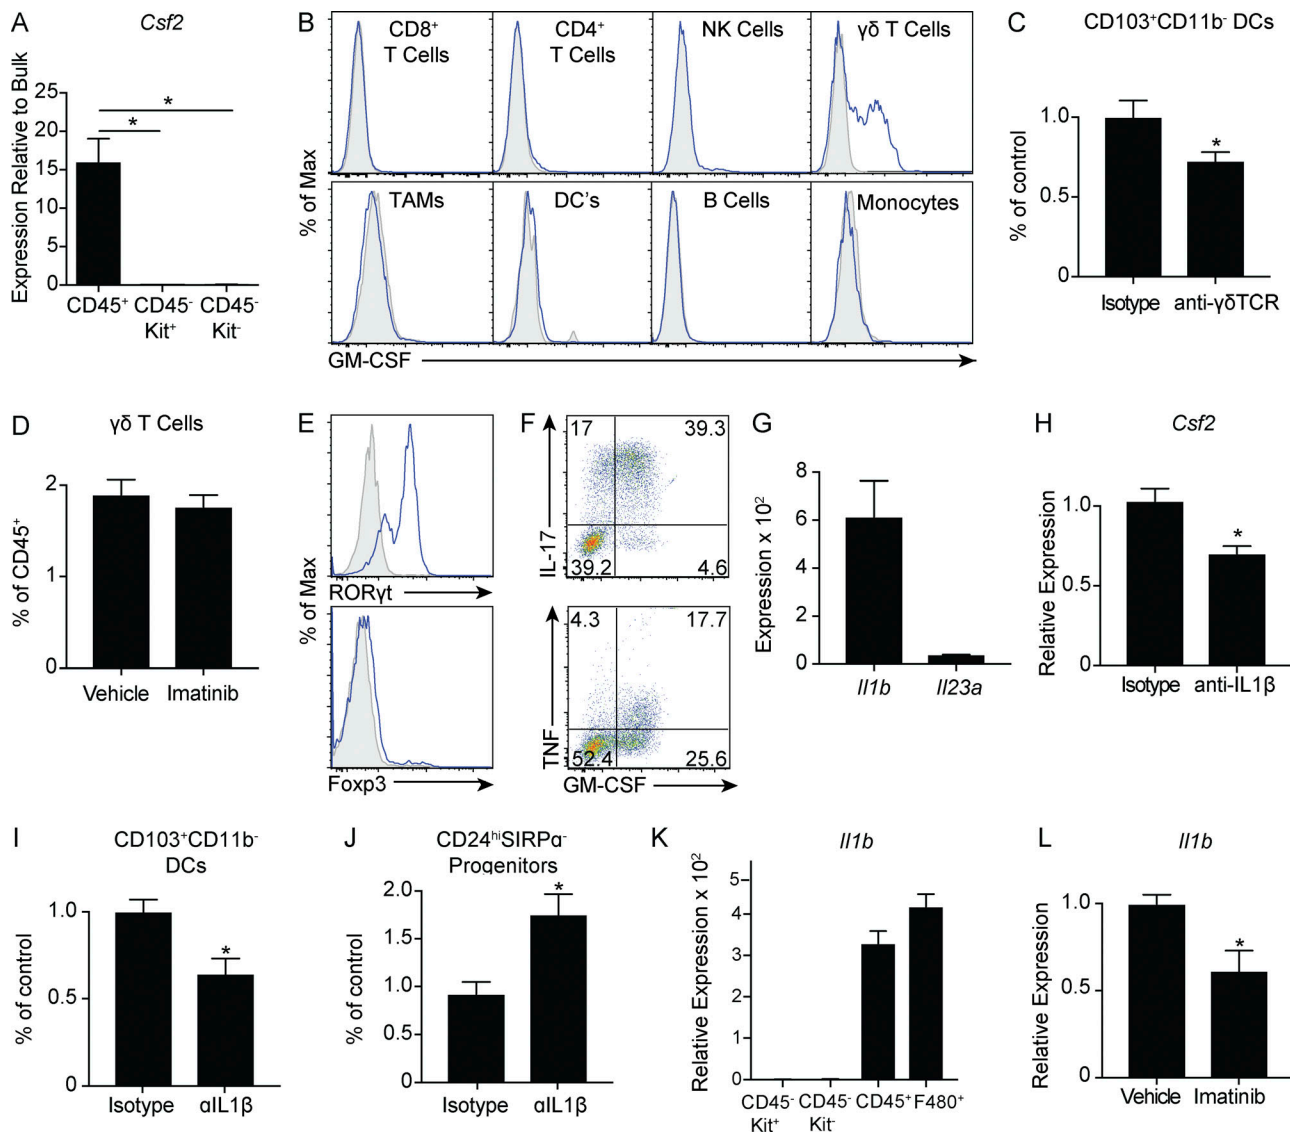 A
Csf2
Expression Relative to Bulk
25
20
15
10
5
0
*
*
CD45⁺ CD45⁻ CD45⁻
Kit⁺ Kit⁻
B
% of Max
CD8⁺
T Cells
CD4⁺
T Cells
NK Cells
γδ T Cells
TAMs
DC's
B Cells
Monocytes
GM-CSF
C
CD103⁺CD11b⁻ DCs
% of control
1.0
0.5
0
*
Isotype anti-γδTCR
D
γδ T Cells
% of CD45⁺
2
1
0
Vehicle Imatinib
E
% of Max
RORγt
Foxp3
F
IL-17
17 39.3
39.2 4.6
TNF
4.3 17.7
52.4 25.6
GM-CSF
G
Expression x 10²
8
6
4
2
0
Il1b Il23a
H
Csf2
Relative Expression
1.0
0.5
0
*
Isotype anti-IL1β
I
CD103⁺CD11b⁻
DCs
% of control
1.0
0.5
0
*
Isotype αIL1β
J
CD24ʰⁱSIRPα⁻
Progenitors
% of control
2.0
1.0
0
*
Isotype αIL1β
K
Il1b
Relative Expression x 10²
5
4
3
2
1
0
CD45⁻ CD45⁻ CD45⁺ F480⁺
Kit⁺ Kit⁻
L
Il1b
Relative Expression
1.0
0.5
0
*
Vehicle Imatinib